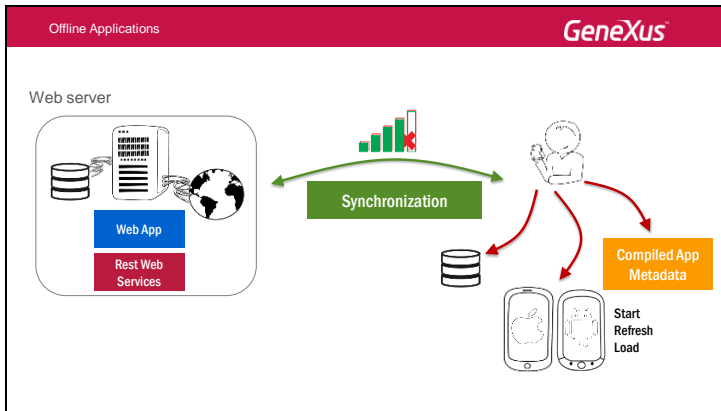 Offline Applications
GeneXus
Web server
Synchronization
Web App
Rest Web
Services
Compiled App
Metadata
Start
Refresh
Load